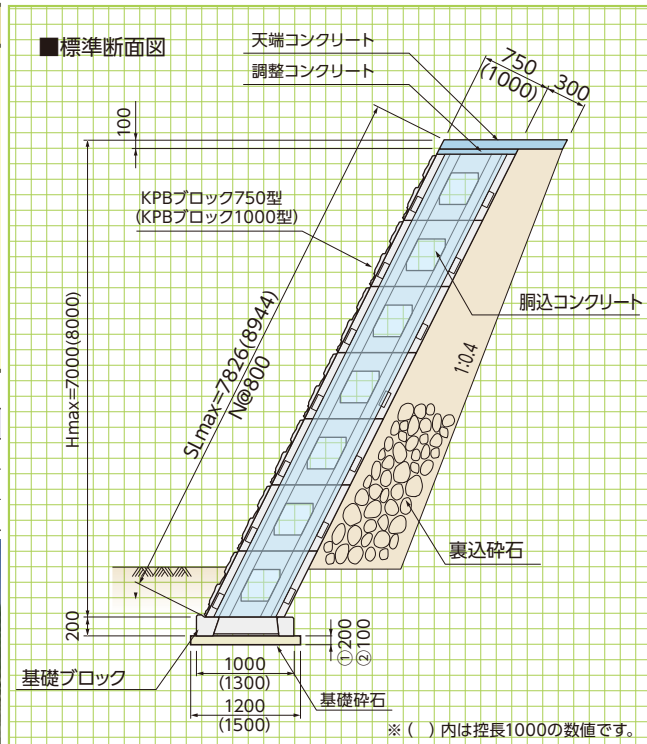 ■標準断面図
天端コンクリート
調整コンクリート
750
(1000)
300
100
KPBブロック750型
(KPBブロック1000型)
胴込コンクリート
SLmax=7826(8944)
N@800
Hmax=7000(8000)
1:0.4
裏込砕石
200
①200
②100
基礎ブロック
1000
(1300)
基礎砕石
1200
(1500)
※( )内は控長1000の数値です。